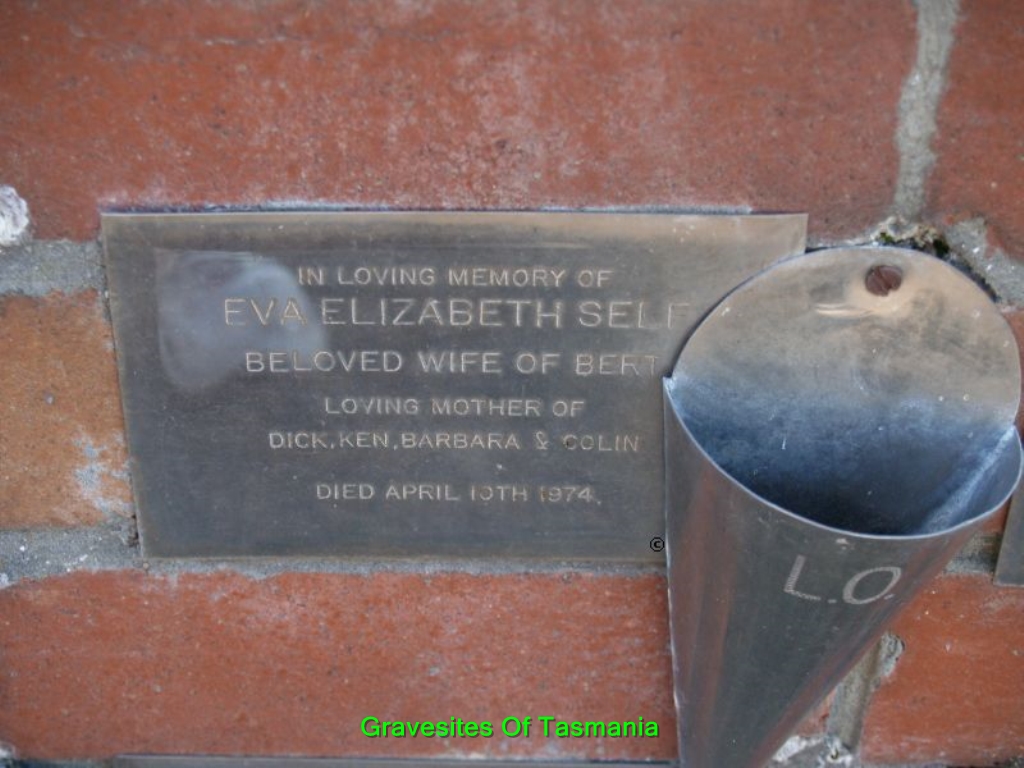 IN LOVING MEMORY OF
EVA ELIZABETH SELF
BELOVED WIFE OF BERT
LOVING MOTHER OF
DICK, KEN, BARBARA & COLIN
DIED APRIL 10TH 1974.
©
L.O.
Gravesites Of Tasmania